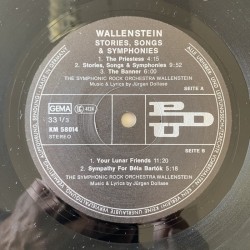 WALLENSTEIN
STORIES, SONGS
& SYMPHONIES
1. The Priestess 4:15
2. Stories, Songs & Symphonies 9:52
3. The Banner 6:00
THE SYMPHONIC ROCK ORCHESTRA WALLENSTEIN
Music & Lyrics by Jürgen Dollase
SEITE A
GEMA
33 1/3
KM 58014
STEREO
PDU
SEITE B
1. Your Lunar Friends 11:20
2. Sympathy For Béla Bartók 5:18
THE SYMPHONIC ROCK ORCHESTRA WALLENSTEIN
Music & Lyrics by Jürgen Dollase